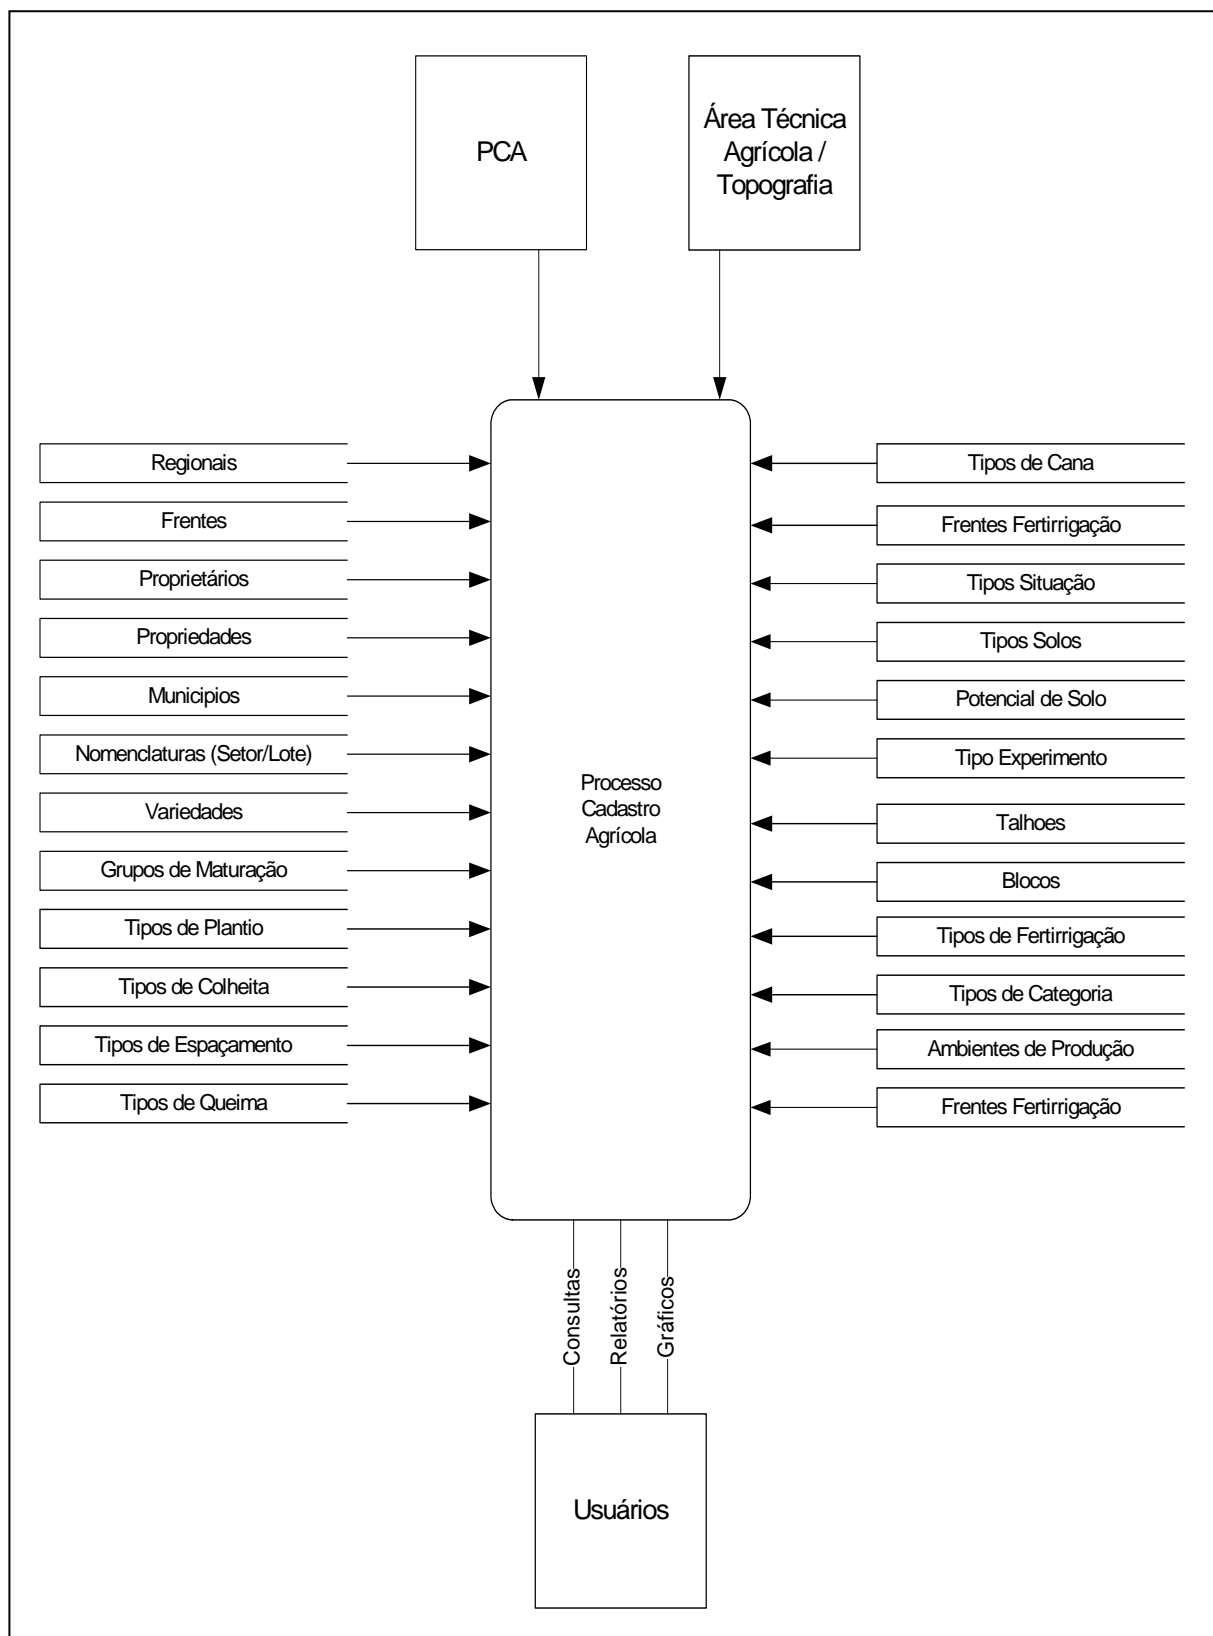 PCA
Área Técnica
Agrícola /
Topografia
Regionais
Frentes
Proprietários
Propriedades
Municipios
Nomenclaturas (Setor/Lote)
Variedades
Grupos de Maturação
Tipos de Plantio
Tipos de Colheita
Tipos de Espaçamento
Tipos de Queima
Processo
Cadastro
Agrícola
Tipos de Cana
Frentes Fertirrigação
Tipos Situação
Tipos Solos
Potencial de Solo
Tipo Experimento
Talhoes
Blocos
Tipos de Fertirrigação
Tipos de Categoria
Ambientes de Produção
Frentes Fertirrigação
Consultas
Relatórios
Gráficos
Usuários